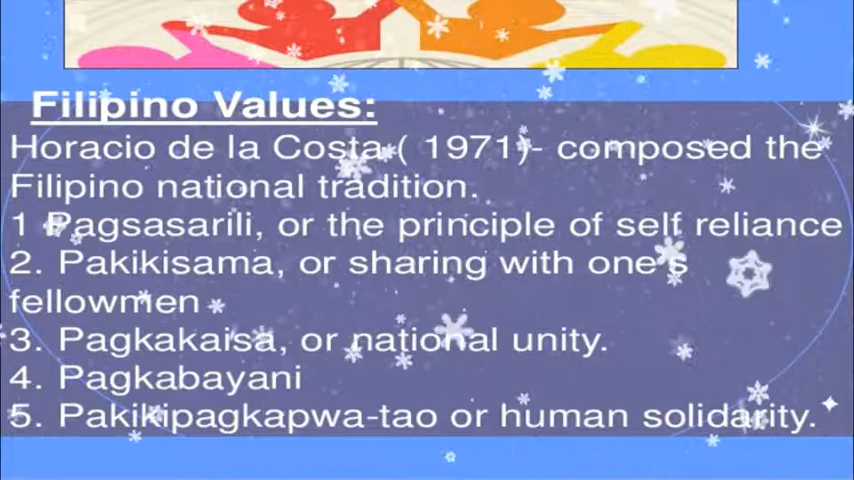 Filipino Values:
Horacio de la Costa ( 1971)- composed the
Filipino national tradition.
1 Pagsasarili, or the principle of self reliance
2. Pakikisama, or sharing with one's
fellowmen
3. Pagkakaisa, or national unity.
4. Pagkabayani
5. Pakikipagkapwa-tao or human solidarity.